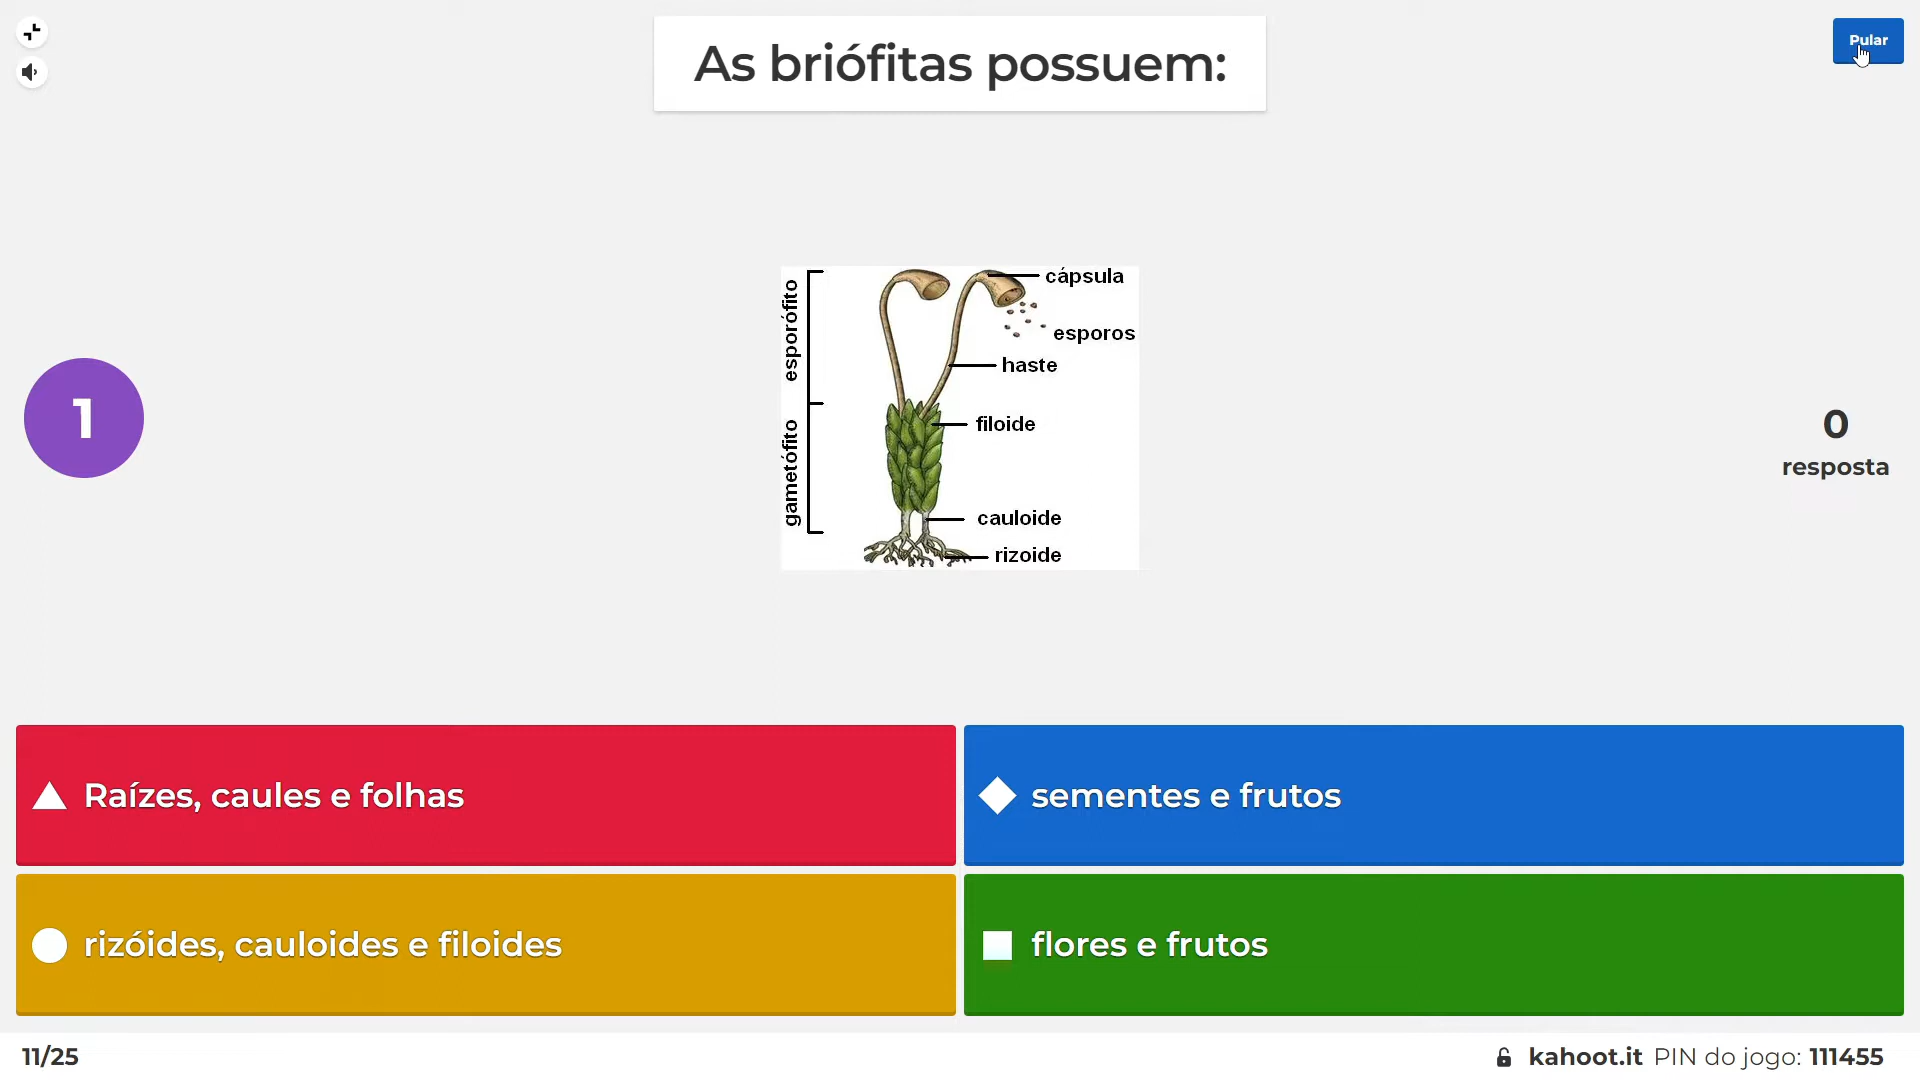 As briófitas possuem:
Pular
esporófito
gametófito
cápsula
esporos
haste
filoide
cauloide
rizoide
1
0
resposta
Raízes, caules e folhas
sementes e frutos
rizóides, cauloides e filoides
flores e frutos
11/25
kahoot.it PIN do jogo: 111455